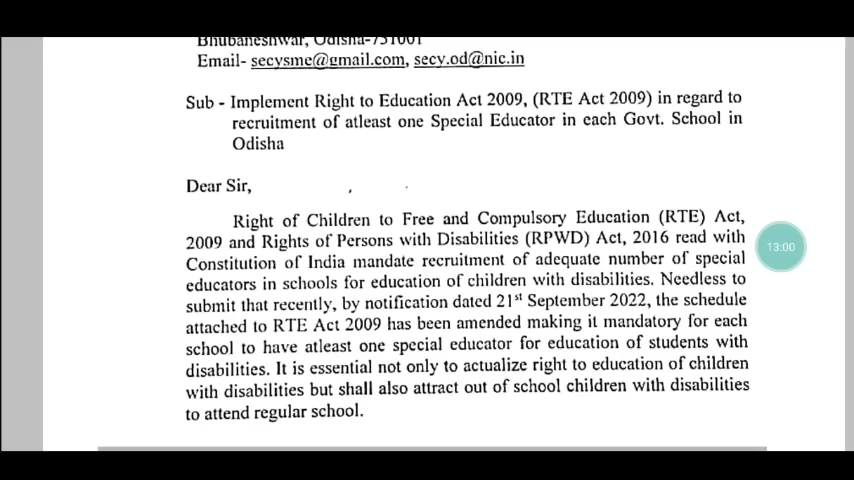 Bhubaneshwar, Odisha-751001
Email- secysme@gmail.com, secy.od@nic.in
Sub - Implement Right to Education Act 2009, (RTE Act 2009) in regard to
recruitment of atleast one Special Educator in each Govt. School in
Odisha
Dear Sir,
Right of Children to Free and Compulsory Education (RTE) Act,
2009 and Rights of Persons with Disabilities (RPWD) Act, 2016 read with
Constitution of India mandate recruitment of adequate number of special
educators in schools for education of children with disabilities. Needless to
submit that recently, by notification dated 21st September 2022, the schedule
attached to RTE Act 2009 has been amended making it mandatory for each
school to have atleast one special educator for education of students with
disabilities. It is essential not only to actualize right to education of children
with disabilities but shall also attract out of school children with disabilities
to attend regular school.
13:00